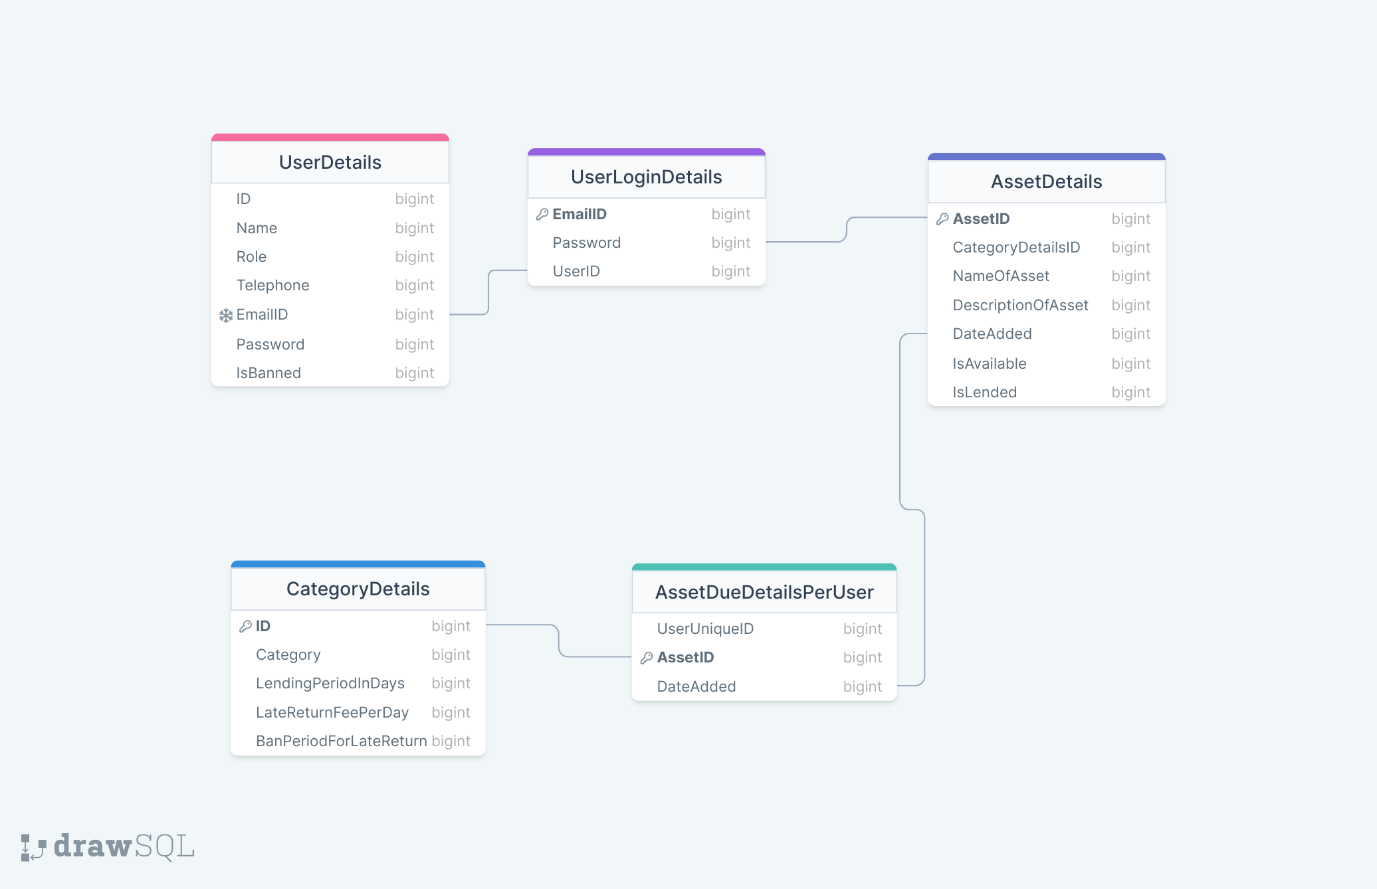 UserDetails
ID bigint
Name bigint
Role bigint
Telephone bigint
EmailID bigint
Password bigint
IsBanned bigint
UserLoginDetails
EmailID bigint
Password bigint
UserID bigint
AssetDetails
AssetID bigint
CategoryDetailsID bigint
NameOfAsset bigint
DescriptionOfAsset bigint
DateAdded bigint
IsAvailable bigint
IsLended bigint
CategoryDetails
ID bigint
Category bigint
LendingPeriodInDays bigint
LateReturnFeePerDay bigint
BanPeriodForLateReturn bigint
AssetDueDetailsPerUser
UserUniqueID bigint
AssetID bigint
DateAdded bigint
drawSQL